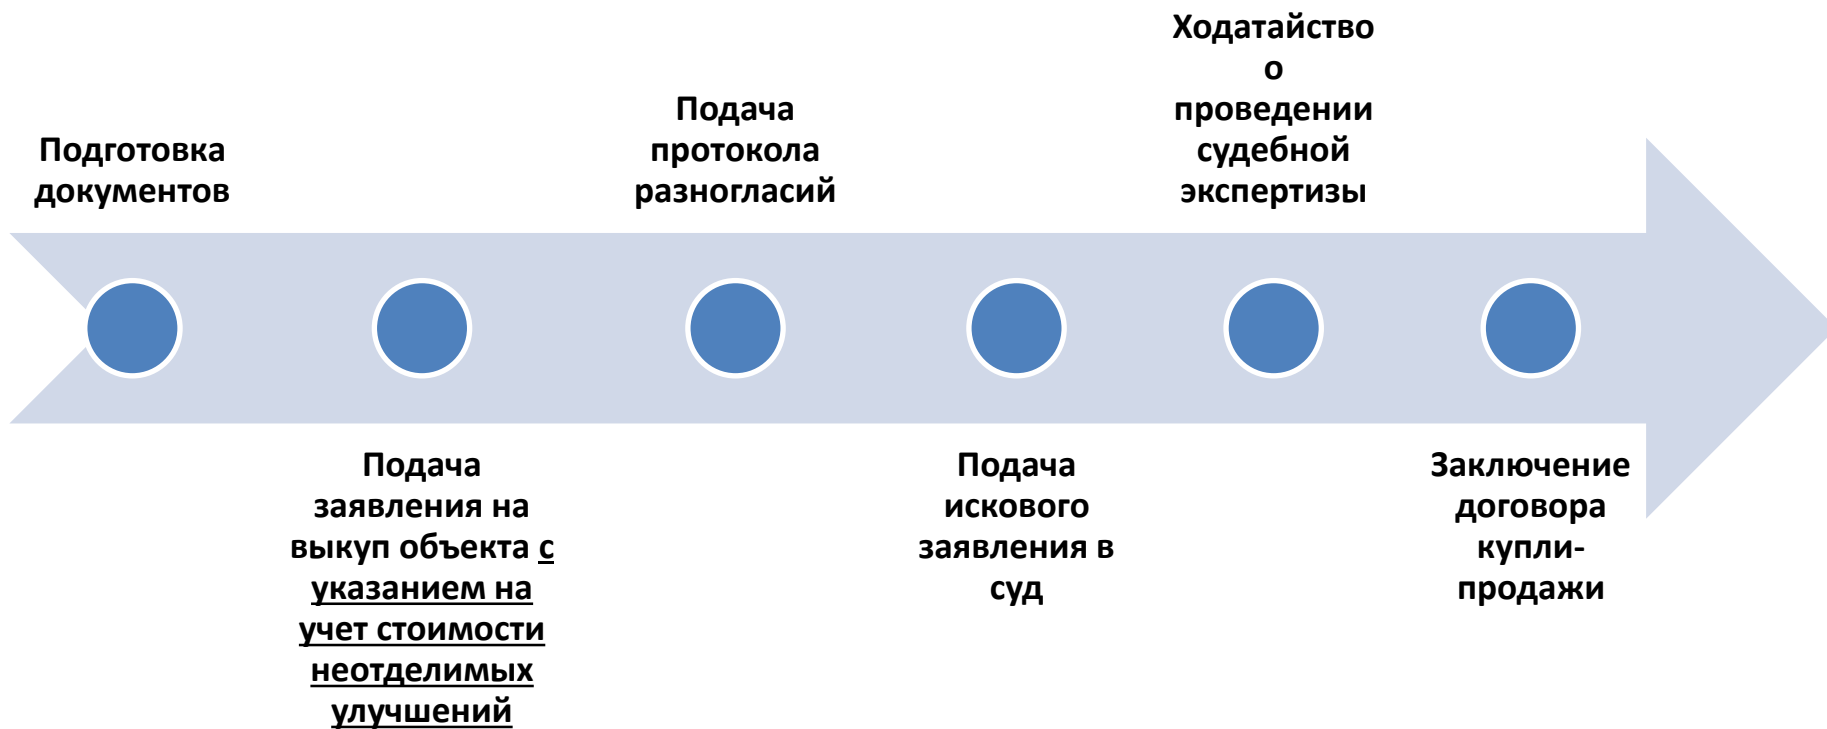 Подготовка
документов
Подача
заявления на
выкуп объекта с
указанием на
учет стоимости
неотделимых
улучшений
Подача
протокола
разногласий
Подача
искового
заявления в
суд
Ходатайство
о
проведении
судебной
экспертизы
Заключение
договора
купли-
продажи